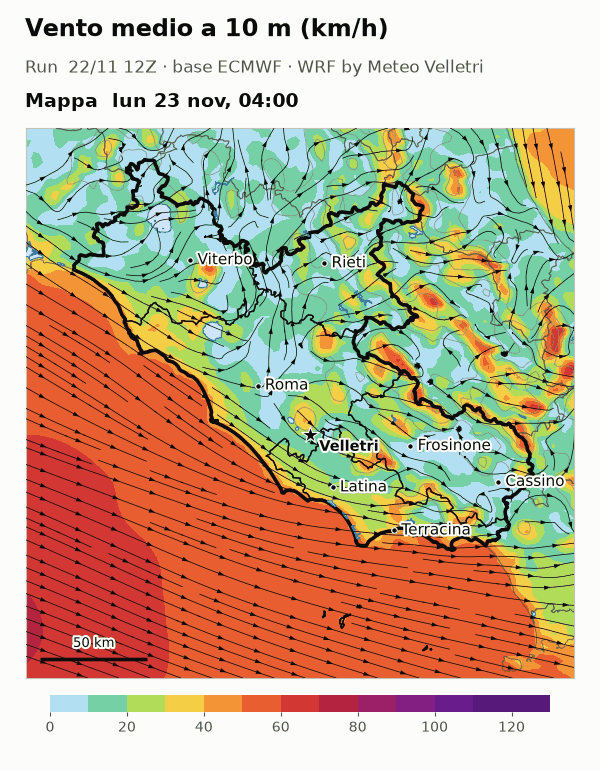 Vento medio a 10 m (km/h)
Run 22/11 12Z · base ECMWF · WRF by Meteo Velletri
Mappa lun 23 nov, 04:00
Viterbo
Rieti
Roma
Velletri
Frosinone
Cassino
Latina
Terracina
50 km
0 20 40 60 80 100 120